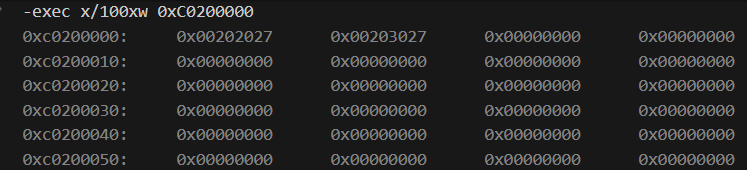 -exec x/100xw 0xC0200000
0xc0200000: 0x00202027 0x00203027 0x00000000 0x00000000
0xc0200010: 0x00000000 0x00000000 0x00000000 0x00000000
0xc0200020: 0x00000000 0x00000000 0x00000000 0x00000000
0xc0200030: 0x00000000 0x00000000 0x00000000 0x00000000
0xc0200040: 0x00000000 0x00000000 0x00000000 0x00000000
0xc0200050: 0x00000000 0x00000000 0x00000000 0x00000000